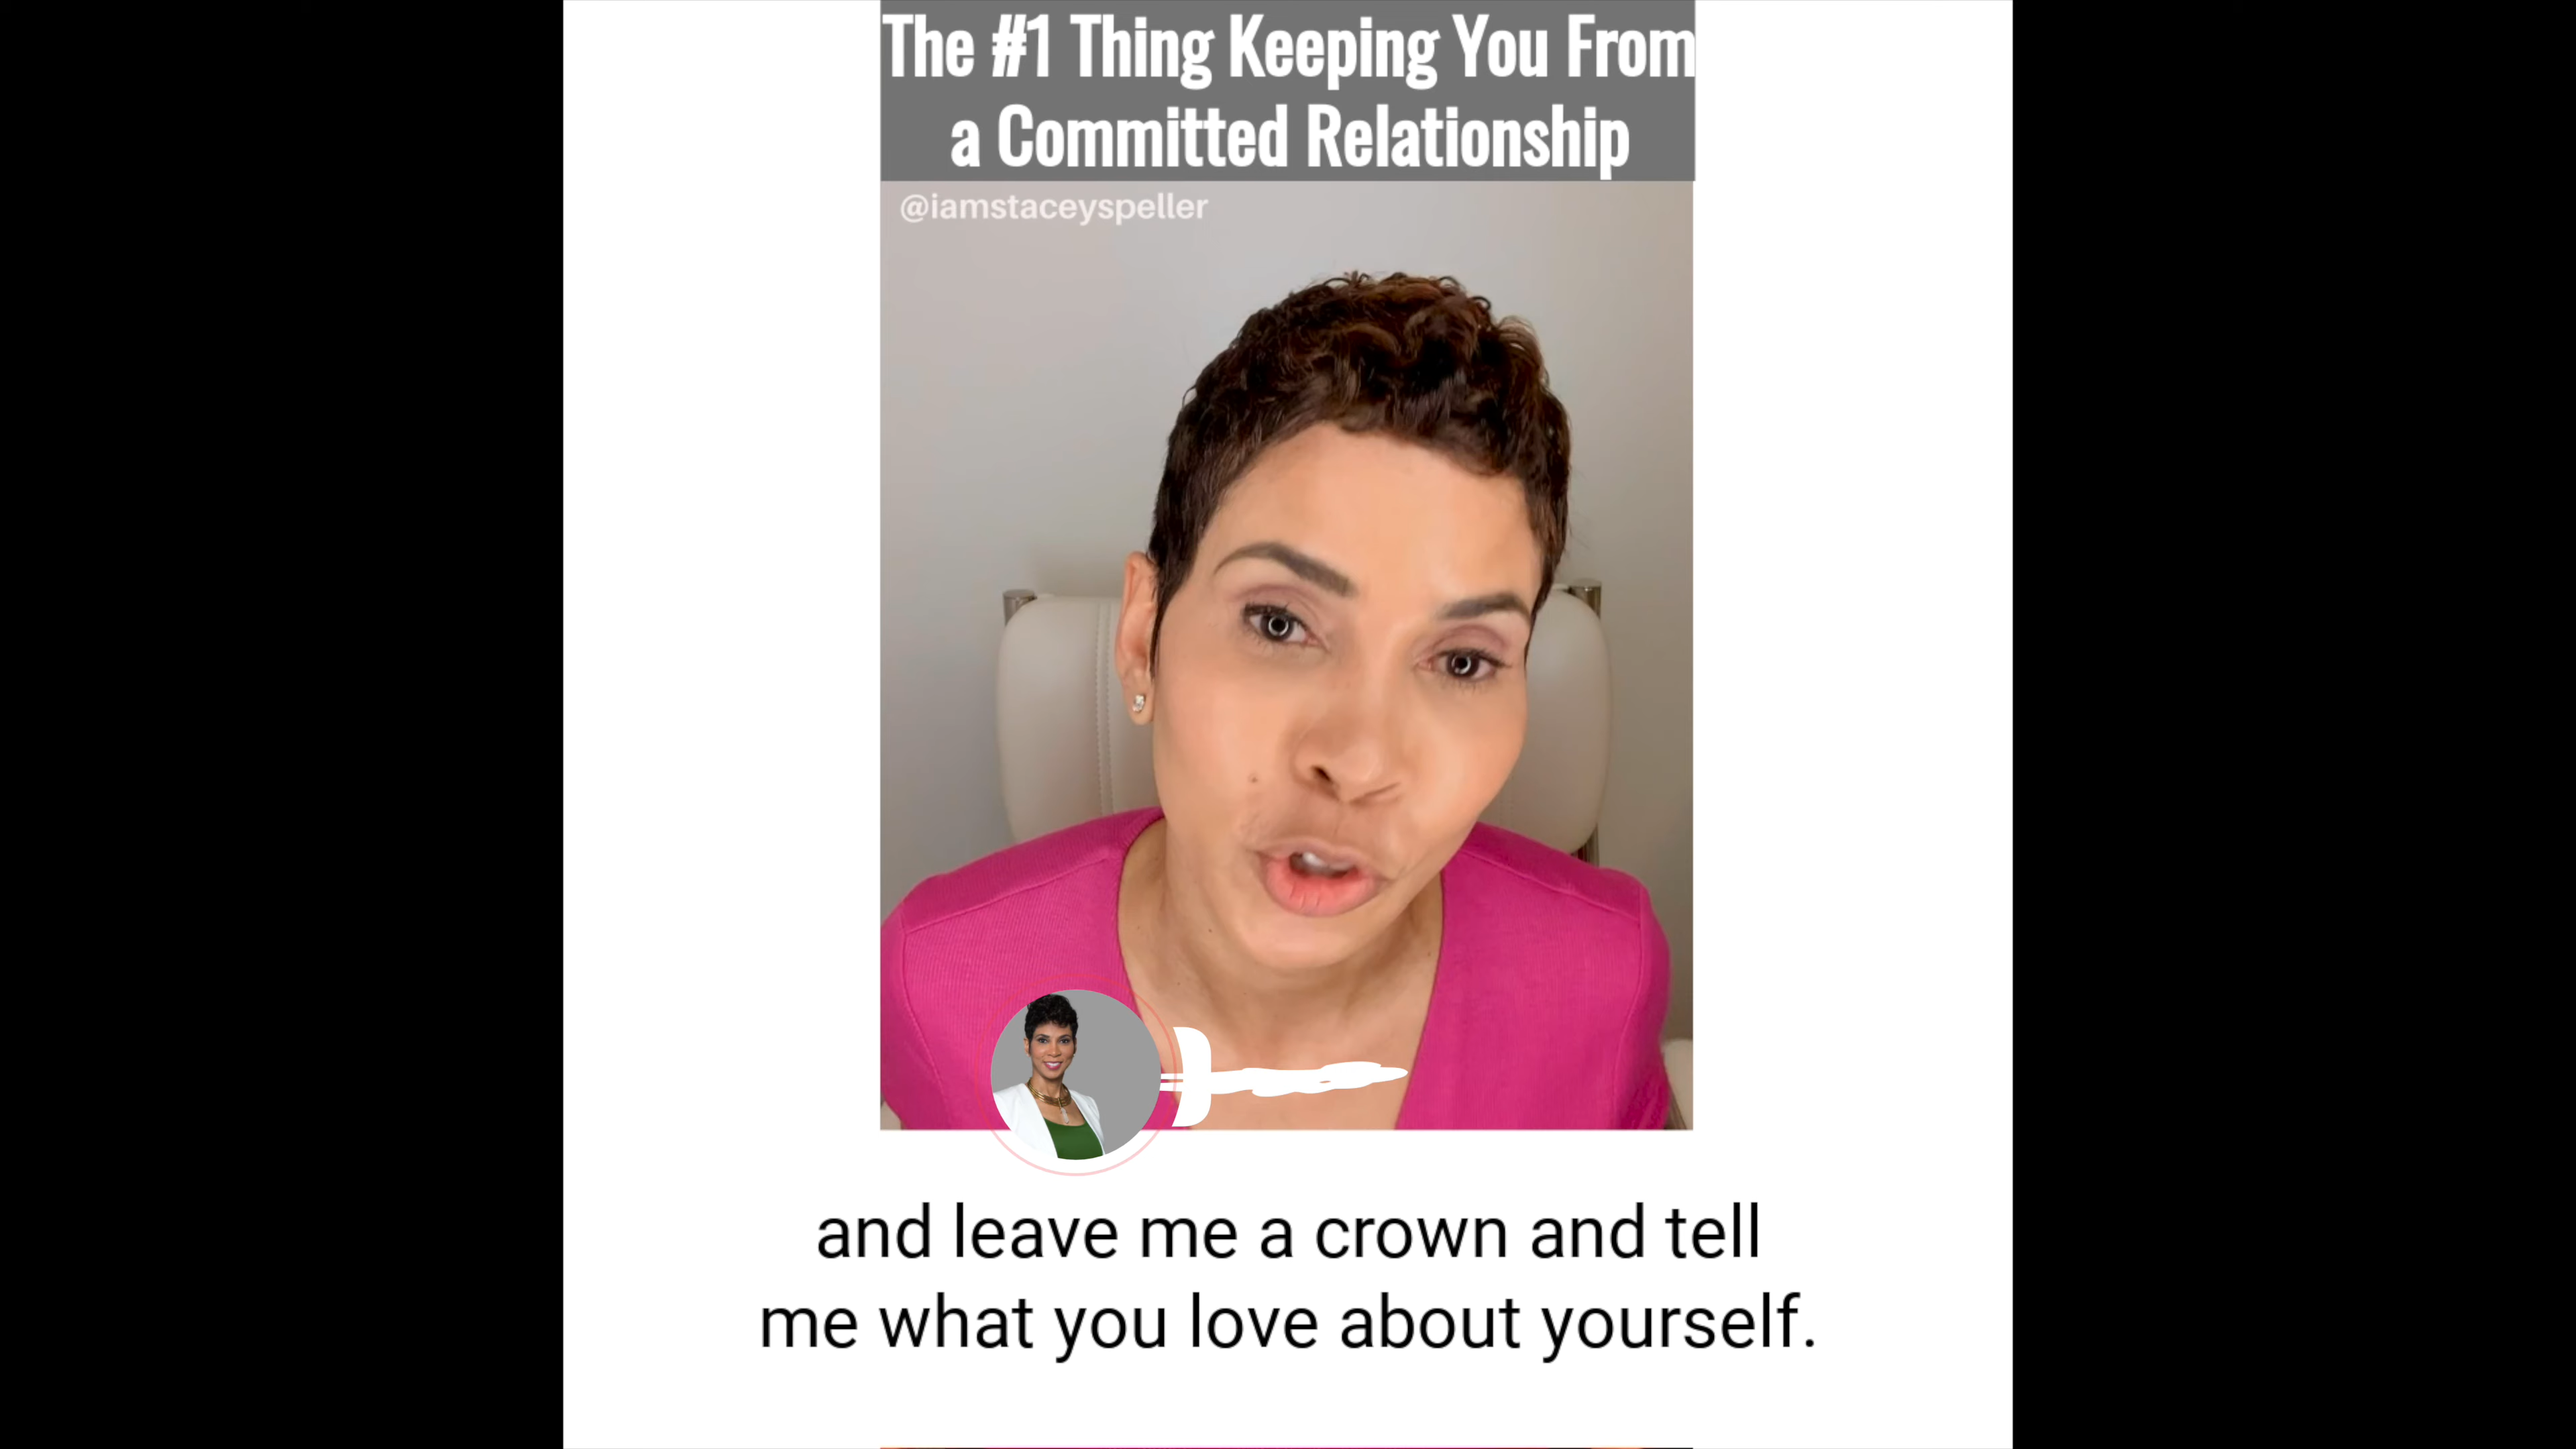 The #1 Thing Keeping You From
a Committed Relationship
@iamstaceyspeller
and leave me a crown and tell
me what you love about yourself.